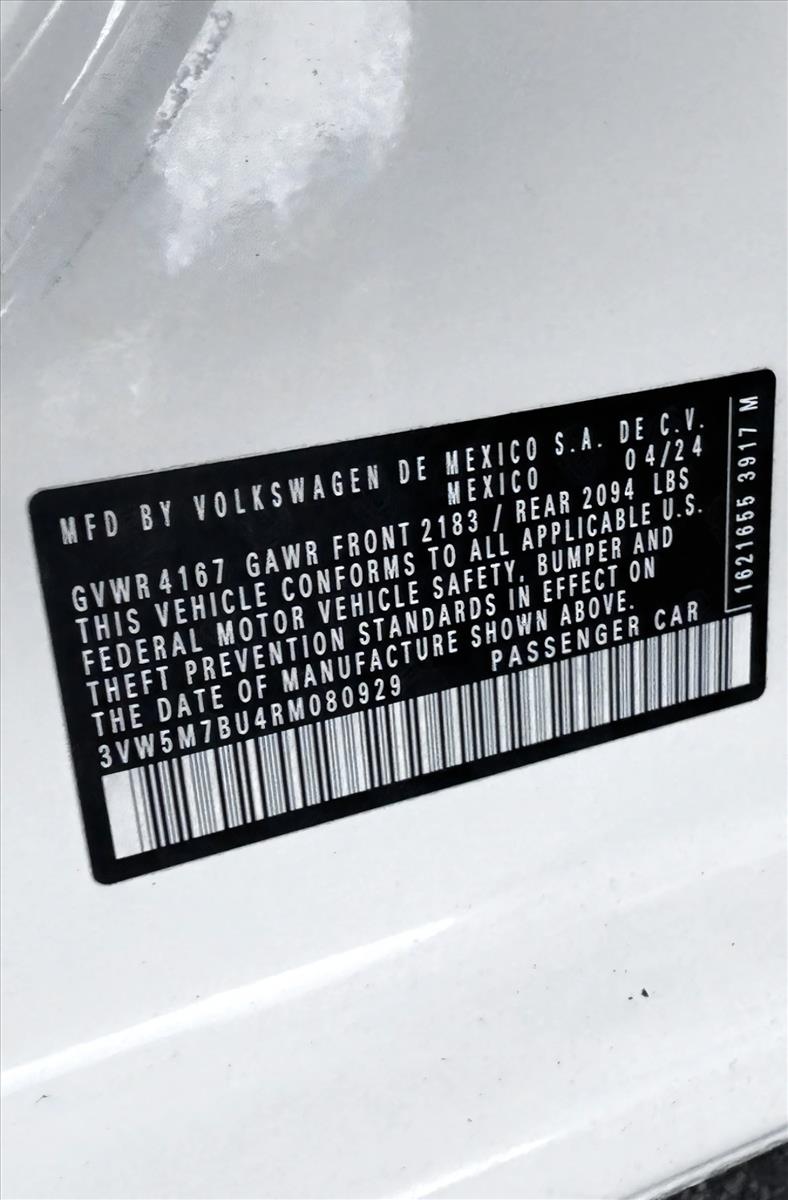 MFD BY VOLKSWAGEN DE MEXICO S.A. DE C.V.
MEXICO 04/24
GVWR 4167 GAWR FRONT 2183 / REAR 2094 LBS
THIS VEHICLE CONFORMS TO ALL APPLICABLE U.S.
FEDERAL MOTOR VEHICLE SAFETY, BUMPER AND
THEFT PREVENTION STANDARDS IN EFFECT ON
THE DATE OF MANUFACTURE SHOWN ABOVE.
3VW5M7BU4RM080929 PASSENGER CAR
1621655 3917 M